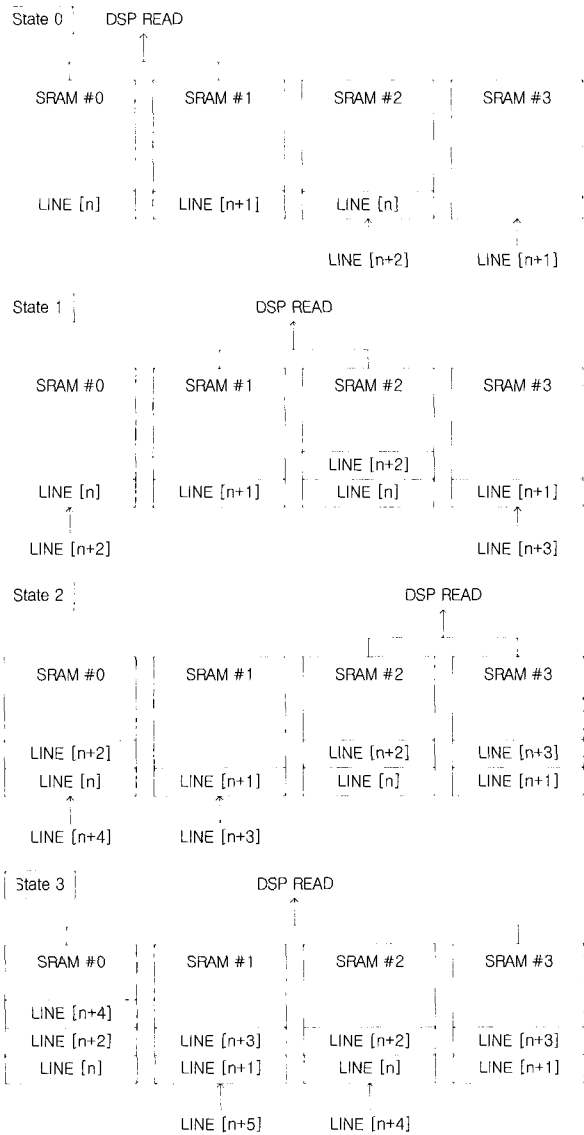 State 0 DSP READ
SRAM #0 SRAM #1 SRAM #2 SRAM #3
LINE [n] LINE [n+1] LINE [n]
LINE [n+2] LINE [n+1]
State 1 DSP READ
SRAM #0 SRAM #1 SRAM #2 SRAM #3
LINE [n+2]
LINE [n] LINE [n+1] LINE [n] LINE [n+1]
LINE [n+2] LINE [n+3]
State 2 DSP READ
SRAM #0 SRAM #1 SRAM #2 SRAM #3
LINE [n+2] LINE [n+2] LINE [n+3]
LINE [n] LINE [n+1] LINE [n] LINE [n+1]
LINE [n+4] LINE [n+3]
State 3 DSP READ
SRAM #0 SRAM #1 SRAM #2 SRAM #3
LINE [n+4]
LINE [n+2] LINE [n+3] LINE [n+2] LINE [n+3]
LINE [n] LINE [n+1] LINE [n] LINE [n+1]
LINE [n+5] LINE [n+4]